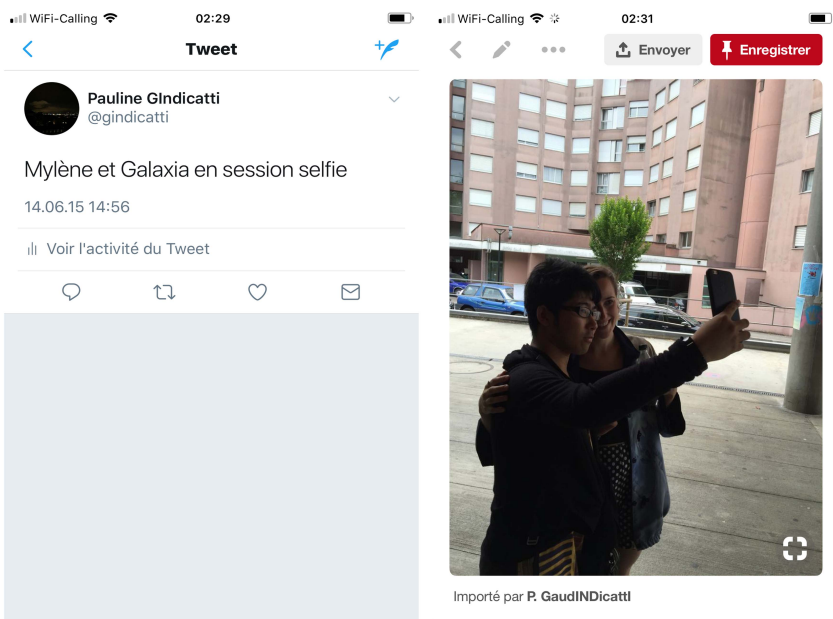 WiFi-Calling
02:29
Tweet
Pauline GIndicatti
@gindicatti
Mylène et Galaxia en session selfie
14.06.15 14:56
Voir l'activité du Tweet
WiFi-Calling
02:31
Envoyer
Enregistrer
Importé par P. GaudINDicattI